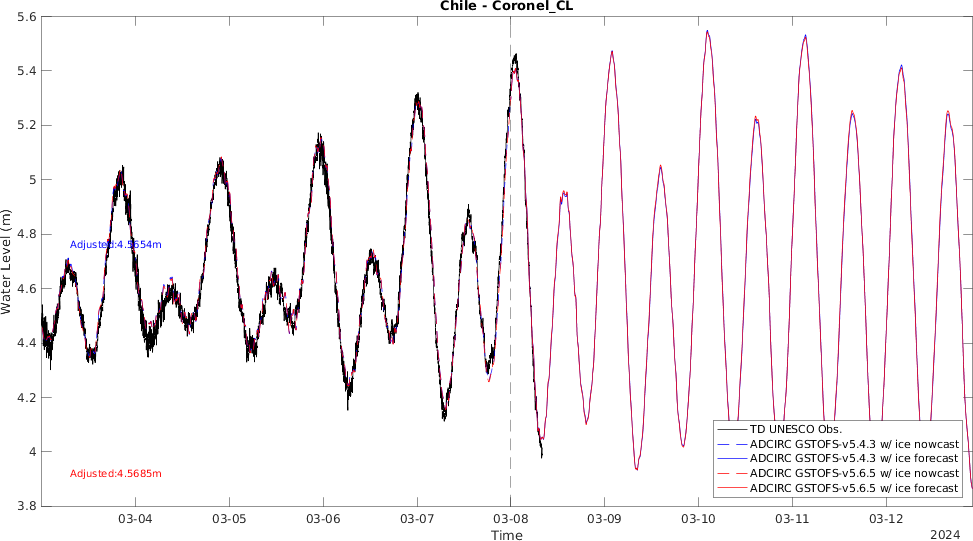 Chile - Coronel_CL
5.6
5.4
5.2
5
4.8
4.6
4.4
4.2
4
3.8
Water Level (m)
Adjusted:4.5654m
Adjusted:4.5685m
TD UNESCO Obs.
ADCIRC GSTOFS-v5.4.3 w/ ice nowcast
ADCIRC GSTOFS-v5.4.3 w/ ice forecast
ADCIRC GSTOFS-v5.6.5 w/ ice nowcast
ADCIRC GSTOFS-v5.6.5 w/ ice forecast
03-04 03-05 03-06 03-07 03-08 03-09 03-10 03-11 03-12
Time
2024